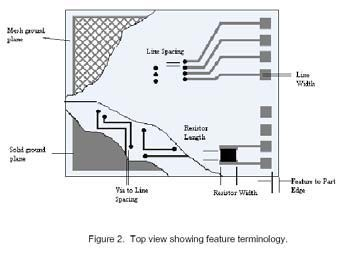 Mesh ground
plane
Line Spacing
Line
Width
Resistor
Length
Solid ground
plane
Via to Line
Spacing
Resistor Width
Feature to Part
Edge
Figure 2. Top view showing feature terminology.